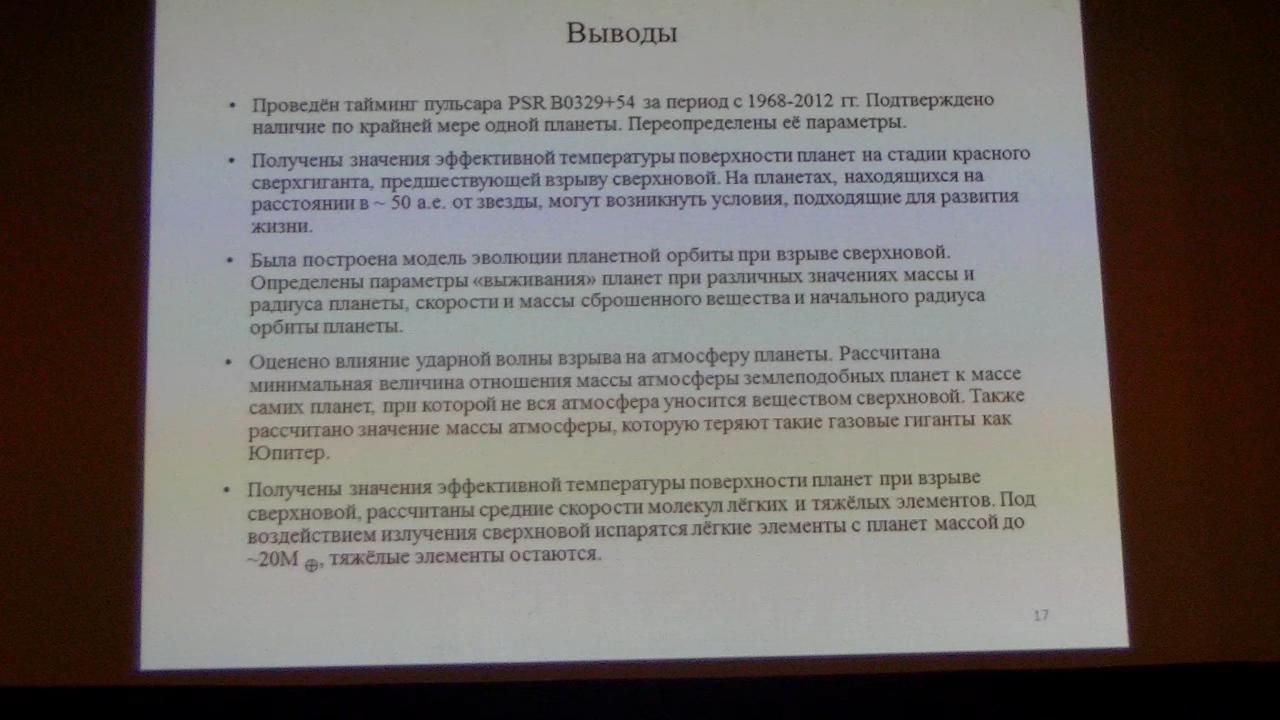 Выводы
• Проведён тайминг пульсара PSR B0329+54 за период с 1968-2012 гг. Подтверждено
наличие по крайней мере одной планеты. Переопределены её параметры.
• Получены значения эффективной температуры поверхности планет на стадии красного
сверхгиганта, предшествующей взрыву сверхновой. На планетах, находящихся на
расстоянии в ~ 50 а.е. от звезды, могут возникнуть условия, подходящие для развития
жизни.
• Была построена модель эволюции планетной орбиты при взрыве сверхновой.
Определены параметры «выживания» планет при различных значениях массы и
радиуса планеты, скорости и массы сброшенного вещества и начального радиуса
орбиты планеты.
• Оценено влияние ударной волны взрыва на атмосферу планеты. Рассчитана
минимальная величина отношения массы атмосферы землеподобных планет к массе
самих планет, при которой не вся атмосфера уносится веществом сверхновой. Также
рассчитано значение массы атмосферы, которую теряют такие газовые гиганты как
Юпитер.
• Получены значения эффективной температуры поверхности планет при взрыве
сверхновой, рассчитаны средние скорости молекул лёгких и тяжёлых элементов. Под
воздействием излучения сверхновой испарятся лёгкие элементы с планет массой до
~20M ⊕, тяжёлые элементы остаются.
17